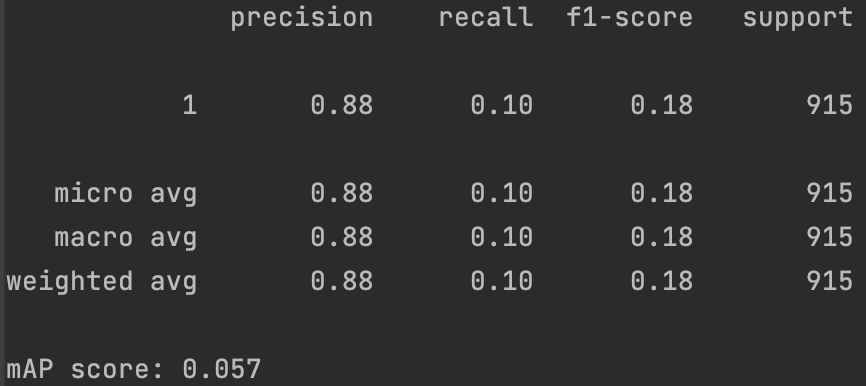 precision recall f1-score support
1 0.88 0.10 0.18 915
micro avg 0.88 0.10 0.18 915
macro avg 0.88 0.10 0.18 915
weighted avg 0.88 0.10 0.18 915
mAP score: 0.057